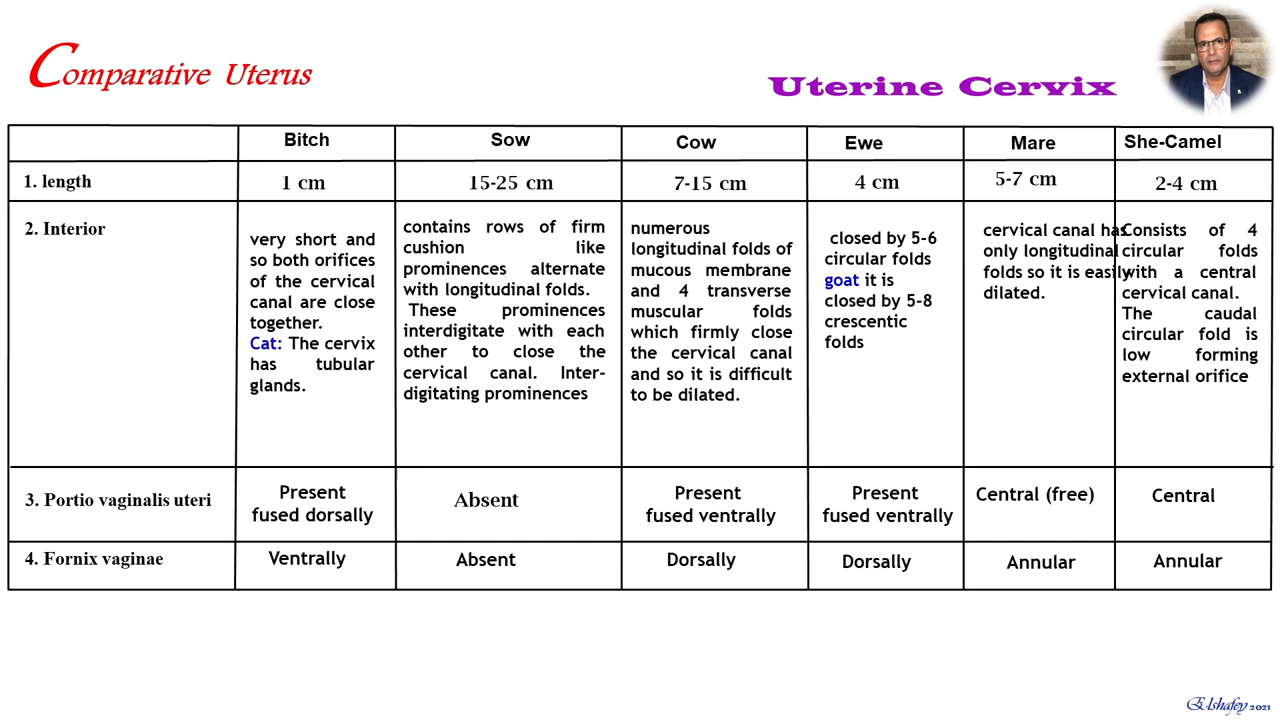 Comparative Uterus
Uterine Cervix
Bitch
Sow
Cow
Ewe
Mare
She-Camel
1. length
1 cm
15-25 cm
7-15 cm
4 cm
5-7 cm
2-4 cm
2. Interior
very short and
so both orifices
of the cervical
canal are close
together.
Cat: The cervix
has tubular
glands.
contains rows of firm
cushion like
prominences alternate
with longitudinal folds.
These prominences
interdigitate with each
other to close the
cervical canal. Inter-
digitating prominences
numerous
longitudinal folds of
mucous membrane
and 4 transverse
muscular folds
which firmly close
the cervical canal
and so it is difficult
to be dilated.
closed by 5-6
circular folds
goat it is
closed by 5-8
crescentic
folds
cervical canal has
only longitudinal
folds so it is easily
dilated.
Consists of 4
circular folds
with a central
cervical canal.
The caudal
circular fold is
low forming
external orifice
3. Portio vaginalis uteri
Present
fused dorsally
Absent
Present
fused ventrally
Present
fused ventrally
Central (free)
Central
4. Fornix vaginae
Ventrally
Absent
Dorsally
Dorsally
Annular
Annular
Elshafey 2021